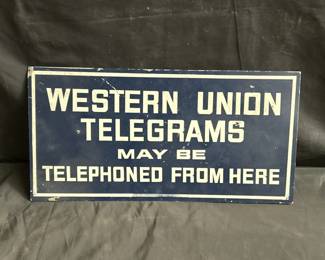 WESTERN UNION
TELEGRAMS
MAY BE
TELEPHONED FROM HERE